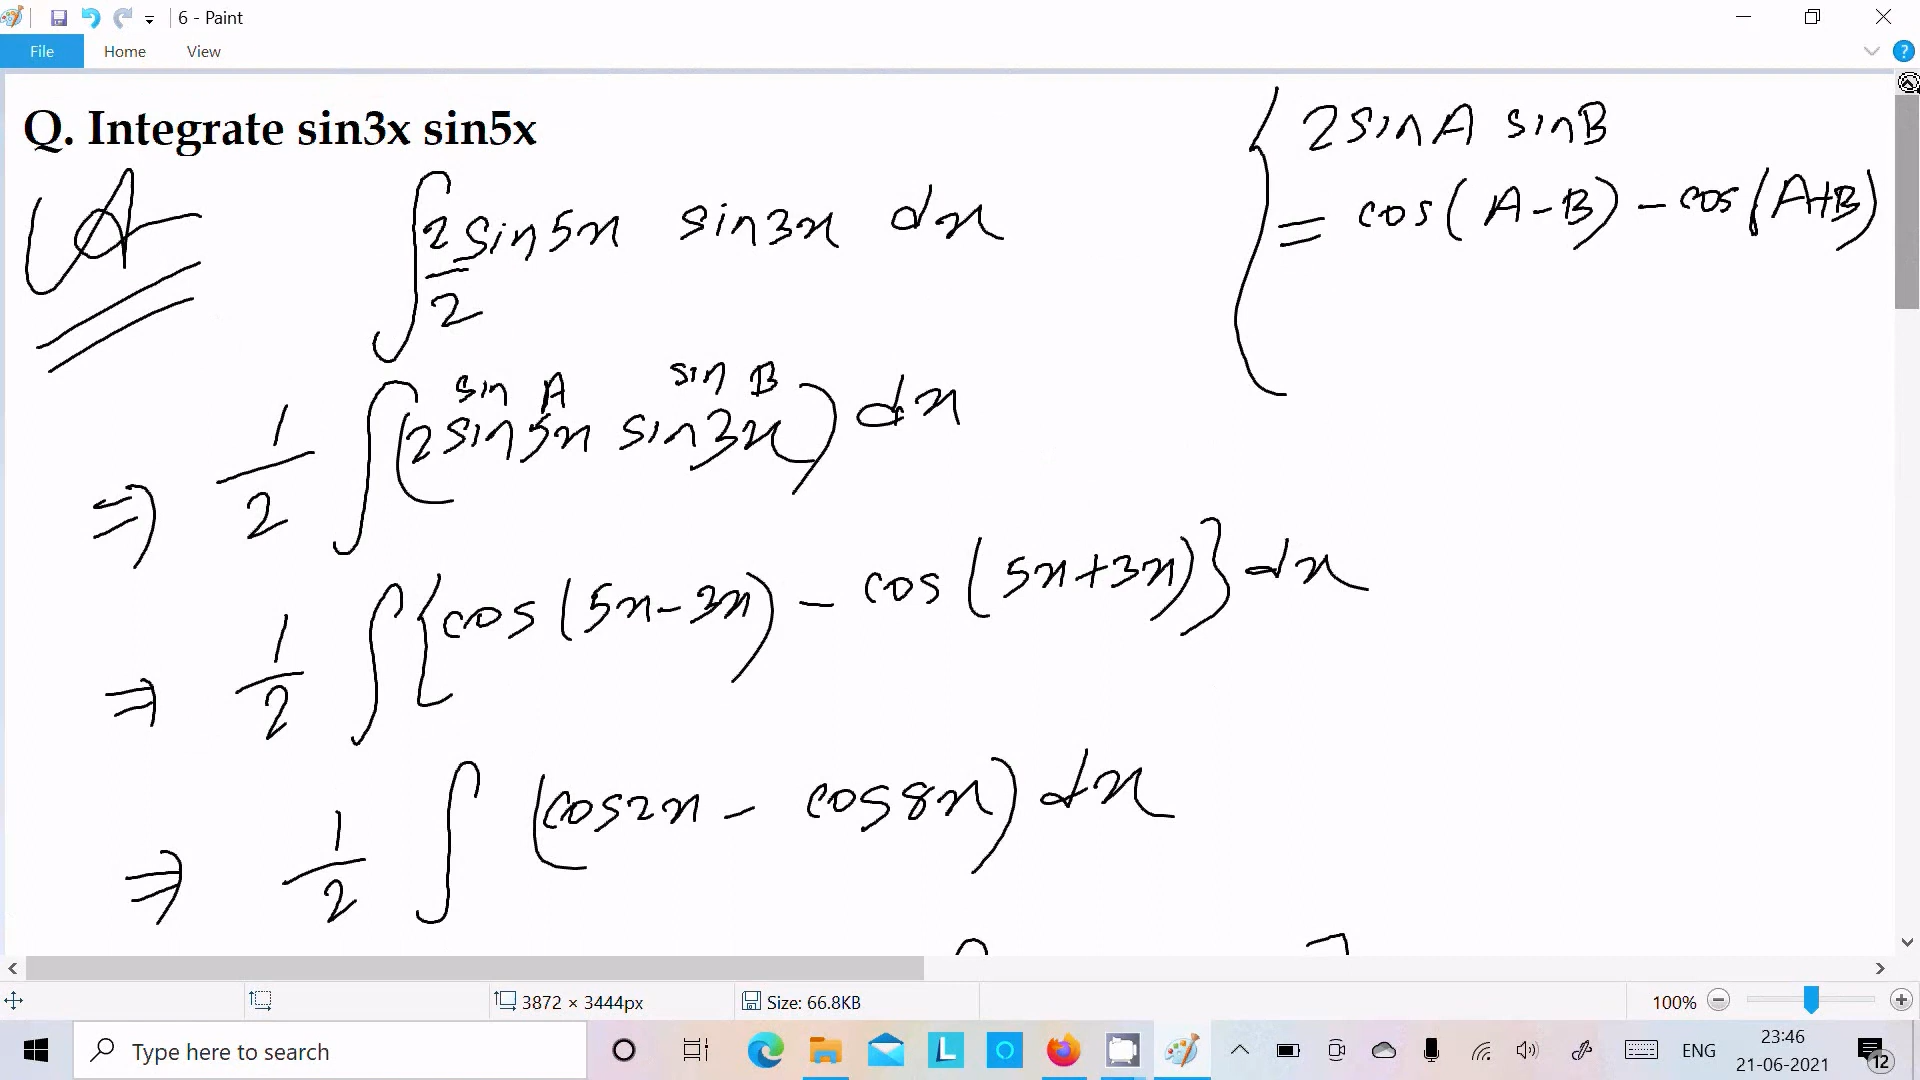 6 - Paint
File Home View
Q. Integrate sin3x sin5x
A
∫ 2/2 sin5x sin3x dx
{ 2sinA sinB
= cos(A-B) - cos(A+B)
sin A sin B
⇒ 1/2 ∫ (2sin5x sin3x) dx
⇒ 1/2 ∫ {cos(5x-3x) - cos(5x+3x)} dx
⇒ 1/2 ∫ (cos2x - cos8x) dx
3872 × 3444px Size: 66.8KB 100%
Type here to search
ENG
23:46
21-06-2021
12